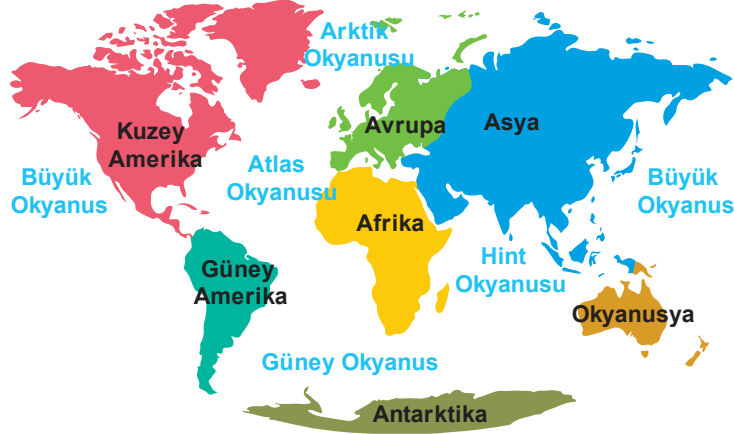 Arktik
Okyanusu
Kuzey
Amerika
Avrupa
Asya
Büyük
Okyanus
Atlas
Okyanusu
Büyük
Okyanus
Afrika
Güney
Amerika
Hint
Okyanusu
Okyanusya
Güney Okyanus
Antarktika